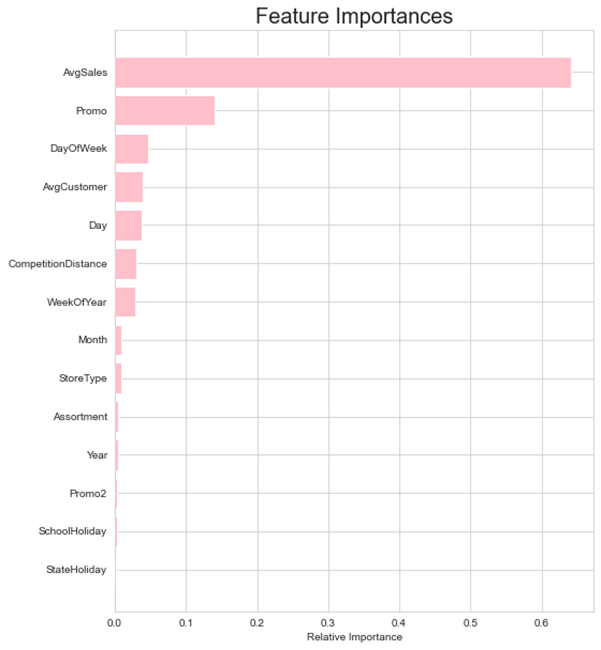 Feature Importances
AvgSales
Promo
DayOfWeek
AvgCustomer
Day
CompetitionDistance
WeekOfYear
Month
StoreType
Assortment
Year
Promo2
SchoolHoliday
StateHoliday
0.0 0.1 0.2 0.3 0.4 0.5 0.6
Relative Importance